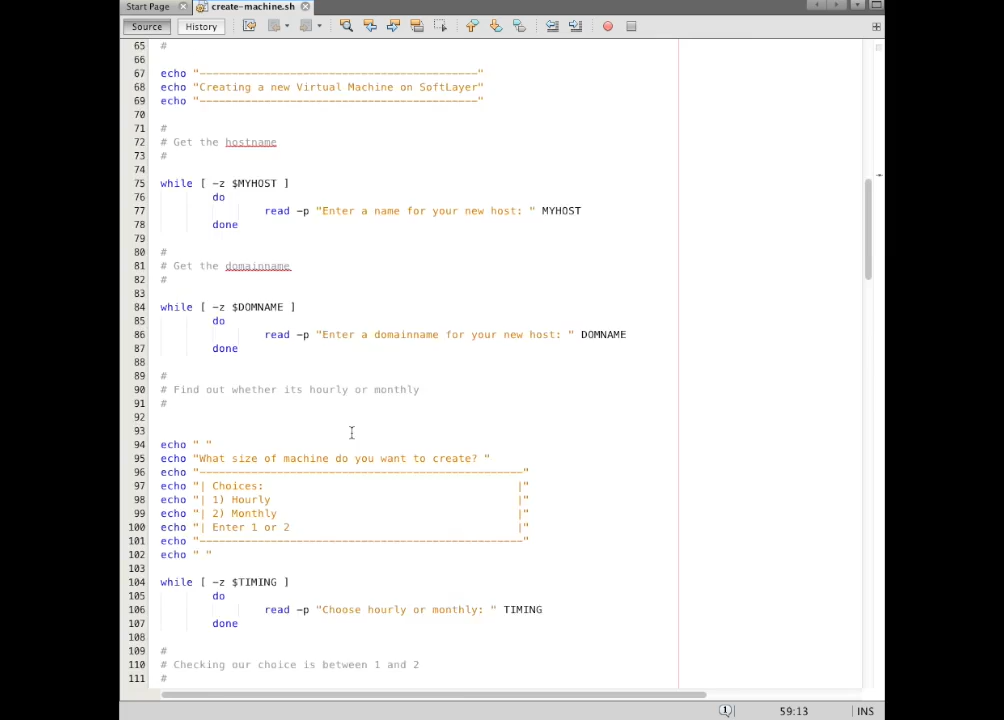 Start Page create-machine.sh
Source History
65 #
66
67 echo "-------------------------------------------"
68 echo "Creating a new Virtual Machine on SoftLayer"
69 echo "-------------------------------------------"
70
71 #
72 # Get the hostname
73 #
74
75 while [ -z $MYHOST ]
76 do
77 read -p "Enter a name for your new host: " MYHOST
78 done
79
80 #
81 # Get the domainname
82 #
83
84 while [ -z $DOMNAME ]
85 do
86 read -p "Enter a domainname for your new host: " DOMNAME
87 done
88
89 #
90 # Find out whether its hourly or monthly
91 #
92
93
94 echo " "
95 echo "What size of machine do you want to create? "
96 echo "--------------------------------------------------"
97 echo "| Choices: |"
98 echo "| 1) Hourly |"
99 echo "| 2) Monthly |"
100 echo "| Enter 1 or 2 |"
101 echo "--------------------------------------------------"
102 echo " "
103
104 while [ -z $TIMING ]
105 do
106 read -p "Choose hourly or monthly: " TIMING
107 done
108
109 #
110 # Checking our choice is between 1 and 2
111 #
1 59:13 INS